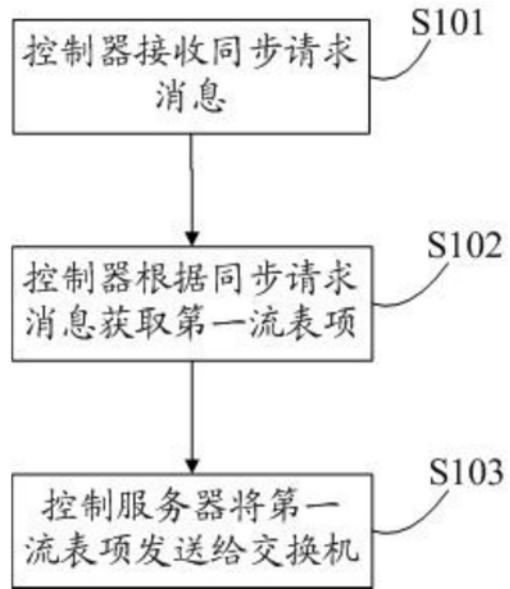 S101
控制器接收同步请求
消息
S102
控制器根据同步请求
消息获取第一流表项
S103
控制服务器将第一
流表项发送给交换机